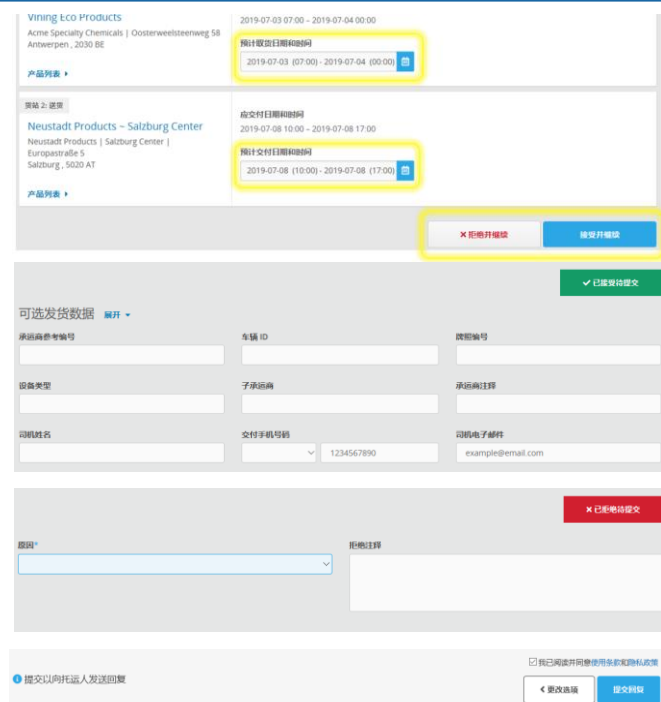 Vining Eco Products
Acme Specialty Chemicals | Oosterweelsteenweg 58
Antwerpen , 2030 BE
产品列表
2019-07-03 07:00 – 2019-07-04 00:00
预计取货日期和时间
2019-07-03 (07:00) - 2019-07-04 (00:00)
货站 2: 送货
Neustadt Products – Salzburg Center
Neustadt Products | Salzburg Center |
Europastraße 5
Salzburg , 5020 AT
产品列表
应交付日期和时间
2019-07-08 10:00 – 2019-07-08 17:00
预计交付日期和时间
2019-07-08 (10:00) - 2019-07-08 (17:00)
拒绝并继续
接受并继续
已接受待提交
可选发货数据 展开
承运商参考编号
车辆 ID
牌照编号
设备类型
子承运商
承运商注释
司机姓名
交付手机号码
1234567890
司机电子邮件
example@email.com
已拒绝待提交
原因*
拒绝注释
提交以向托运人发送回复
我已阅读并同意使用条款和隐私政策
更改选项
提交回复